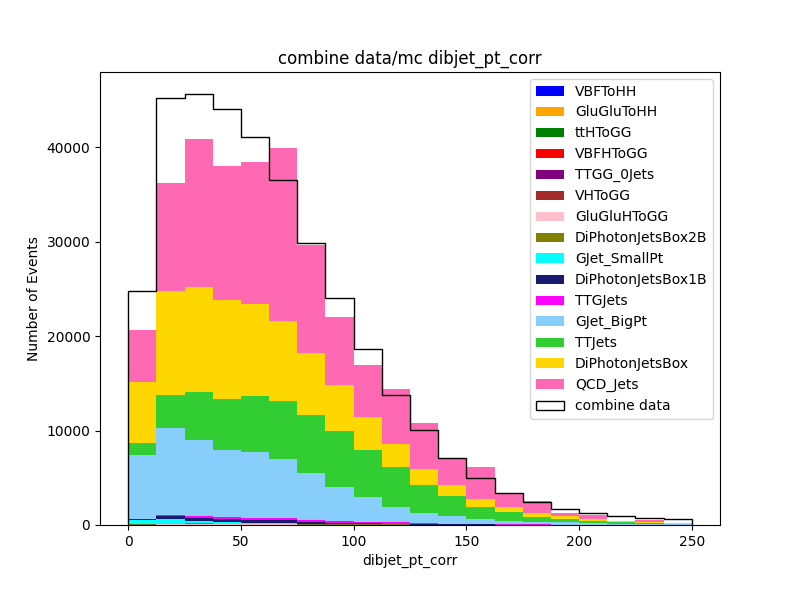 combine data/mc dibjet_pt_corr
Number of Events
40000
30000
20000
10000
0
0
50
100
150
200
250
dibjet_pt_corr
VBFToHH
GluGluToHH
ttHToGG
VBFHToGG
TTGG_0Jets
VHToGG
GluGluHToGG
DiPhotonJetsBox2B
GJet_SmallPt
DiPhotonJetsBox1B
TTGJets
GJet_BigPt
TTJets
DiPhotonJetsBox
QCD_Jets
combine data